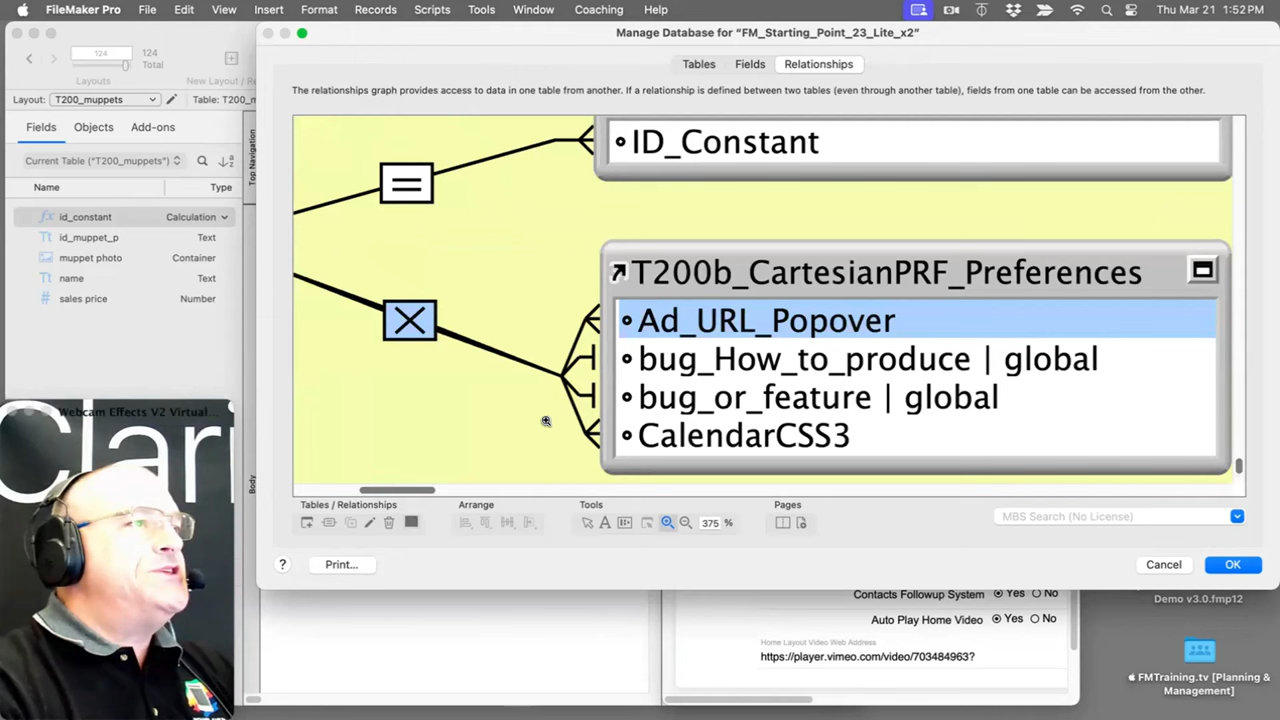 FileMaker Pro File Edit View Insert Format Records Scripts Tools Window Coaching Help Thu Mar 21 1:52 PM
Manage Database for “FM_Starting_Point_23_Lite_x2”
124
124
Total
Layouts
New Layout / Re
Tables Fields Relationships
The relationships graph provides access to data in one table from another. If a relationship is defined between two tables (even through another table), fields from one table can be accessed from the other.
Layout: T200_muppets
Table: T200_m
Fields Objects Add-ons
Current Table (“T200_muppets”)
Name Type
id_constant Calculation
id_muppet_p Text
muppet photo Container
name Text
sales price Number
Top Navigation
Body
ID_Constant
T200b_CartesianPRF_Preferences
Ad_URL_Popover
bug_How_to_produce | global
bug_or_feature | global
CalendarCSS3
Webcam Effects V2 Virtual...
Clari
Tables / Relationships Arrange Tools Pages
375 %
MBS Search (No License)
? Print... Cancel OK
Contacts Followup System Yes No
Auto Play Home Video Yes No
Home Layout Video Web Address
https://player.vimeo.com/video/703484963?
Demo v3.0.fmp12
FMTraining.tv [Planning &
Management]